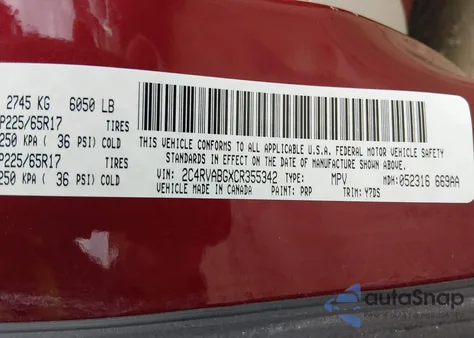 2745 KG 6050 LB
P225/65R17 TIRES
250 KPA ( 36 PSI) COLD
P225/65R17 TIRES
250 KPA ( 36 PSI) COLD
THIS VEHICLE CONFORMS TO ALL APPLICABLE U.S.A. FEDERAL MOTOR VEHICLE SAFETY
STANDARDS IN EFFECT ON THE DATE OF MANUFACTURE SHOWN ABOVE.
VIN: 2C4RVABGXCR355342 TYPE: MPV MDH: 052316 669AA
VEHICLE MADE IN CANADA PAINT: PRP TRIM: Y7DS
autoSnap